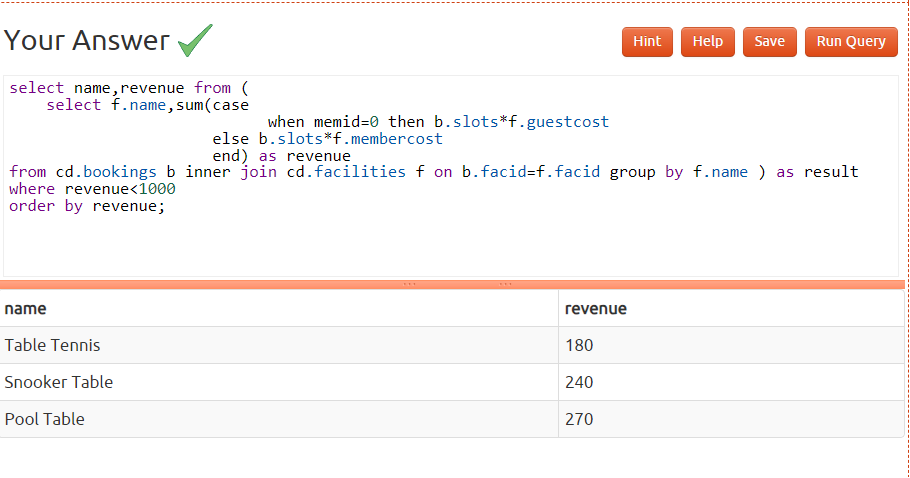 Your Answer
Hint Help Save Run Query
select name,revenue from (
select f.name,sum(case
when memid=0 then b.slots*f.guestcost
else b.slots*f.membercost
end) as revenue
from cd.bookings b inner join cd.facilities f on b.facid=f.facid group by f.name ) as result
where revenue<1000
order by revenue;
name revenue
Table Tennis 180
Snooker Table 240
Pool Table 270